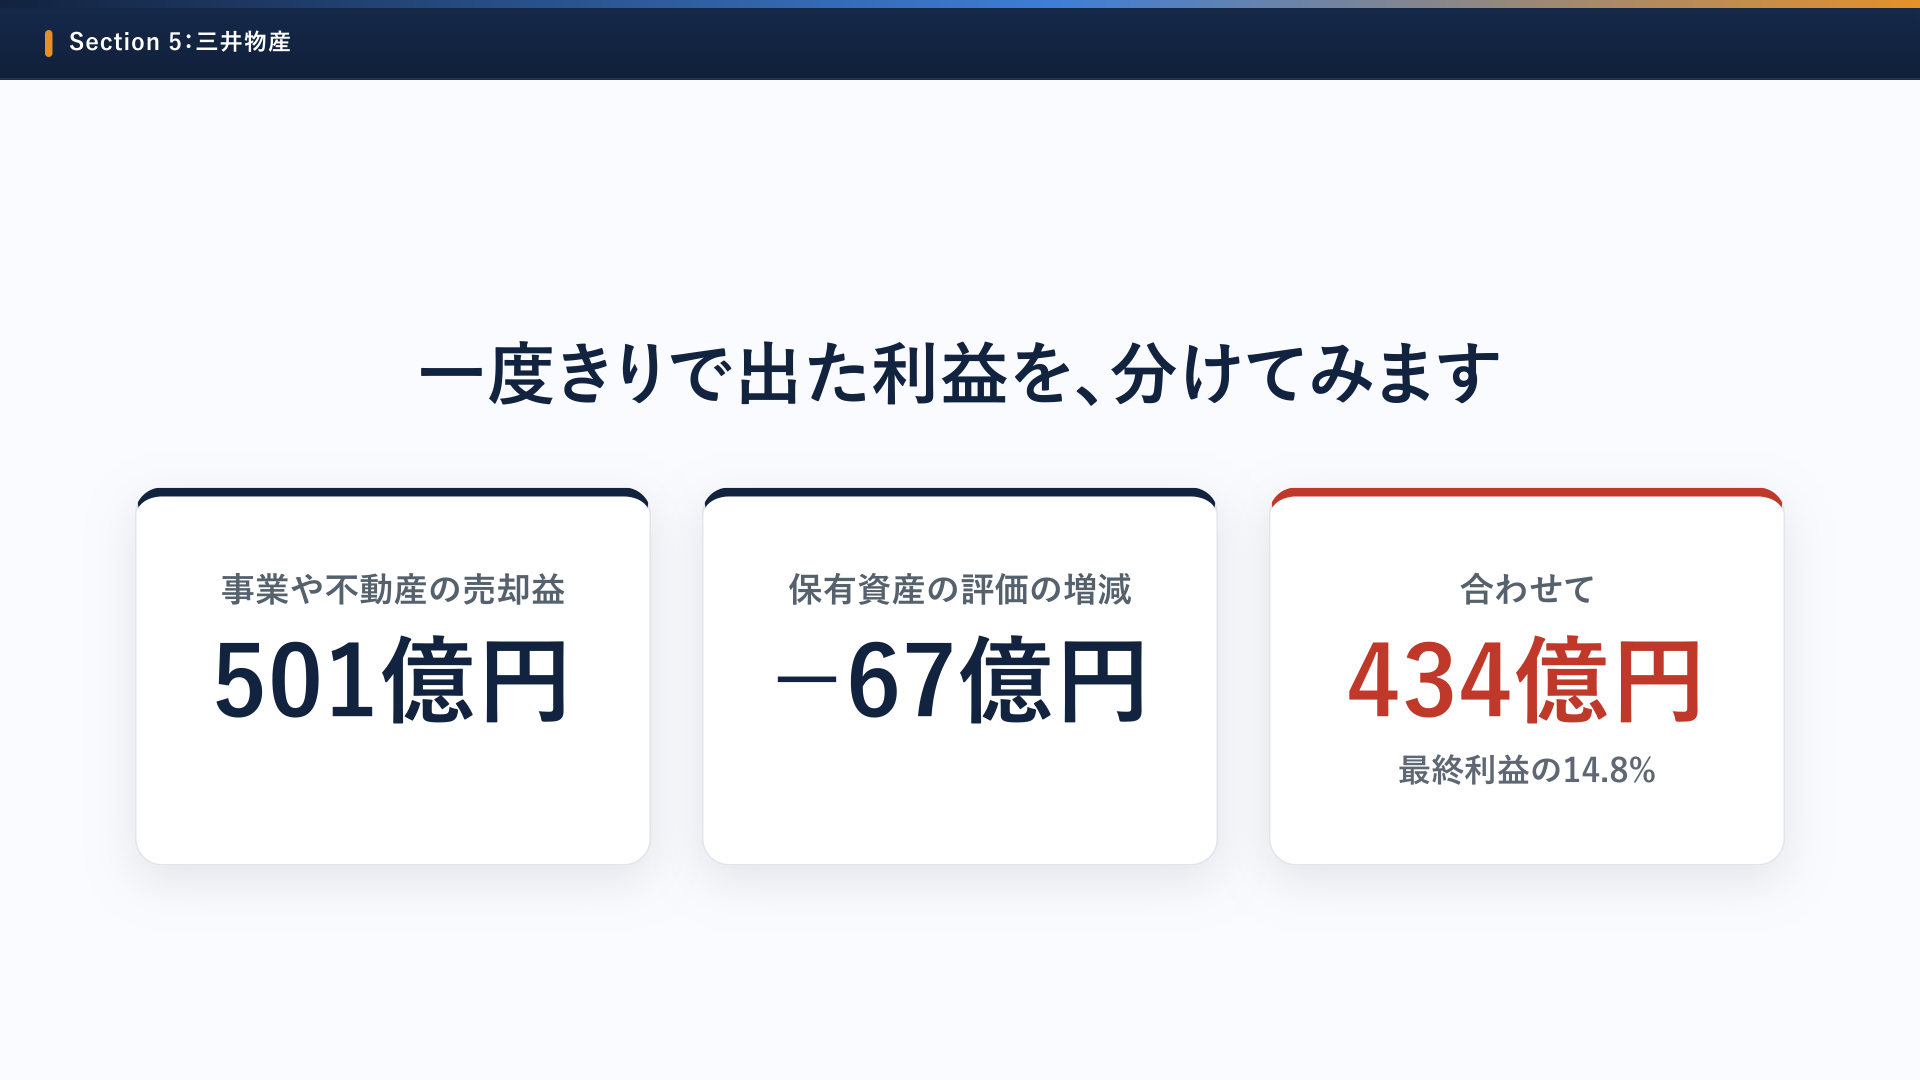 Section 5：三井物産
一度きりで出た利益を、分けてみます
事業や不動産の売却益
501億円
保有資産の評価の増減
−67億円
合わせて
434億円
最終利益の14.8%